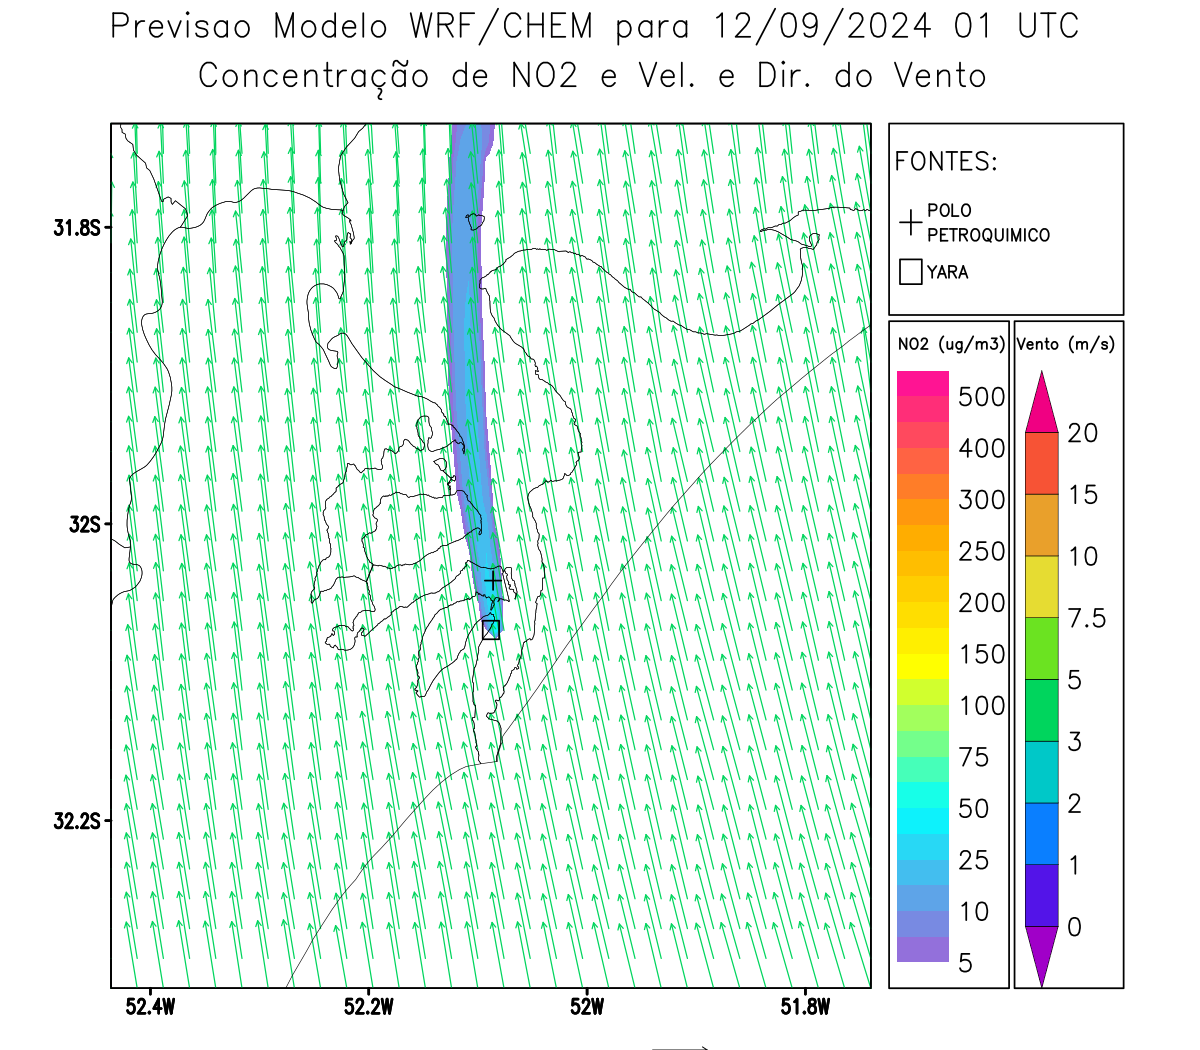 Previsao Modelo WRF/CHEM para 12/09/2024 01 UTC
Concentração de NO2 e Vel. e Dir. do Vento
FONTES:
POLO
PETROQUIMICO
YARA
NO2 (ug/m3)
500
400
300
250
200
150
100
75
50
25
10
5
Vento (m/s)
20
15
10
7.5
5
3
2
1
0
31.8S
32S
32.2S
52.4W
52.2W
52W
51.8W